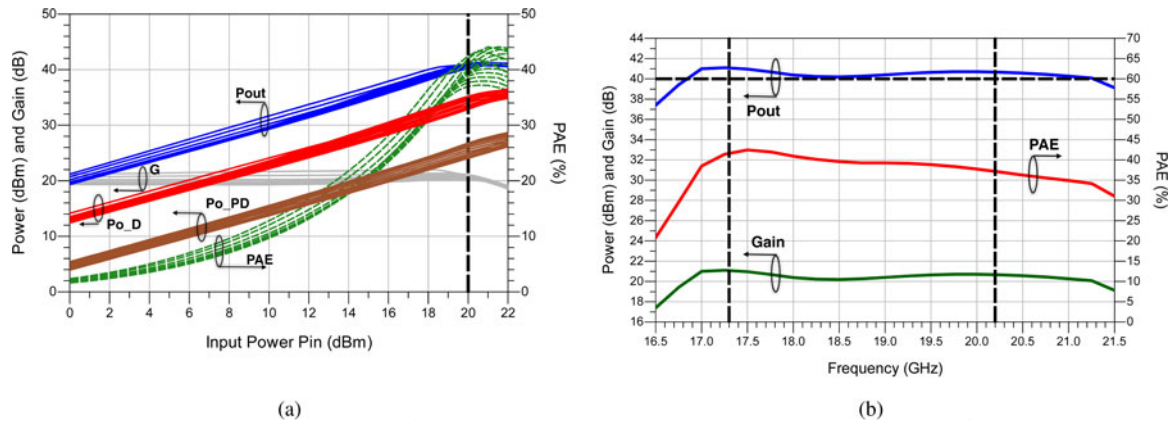 50
40
30
20
10
0
Power (dBm) and Gain (dB)
50
40
30
20
10
0
PAE (%)
Pout
G
Po_D
Po_PD
PAE
0 2 4 6 8 10 12 14 16 18 20 22
Input Power Pin (dBm)
(a)
44
42
40
38
36
34
32
30
28
26
24
22
20
18
16
Power (dBm) and Gain (dB)
70
65
60
55
50
45
40
35
30
25
20
15
10
5
0
PAE (%)
Pout
PAE
Gain
16.5 17.0 17.5 18.0 18.5 19.0 19.5 20.0 20.5 21.0 21.5
Frequency (GHz)
(b)